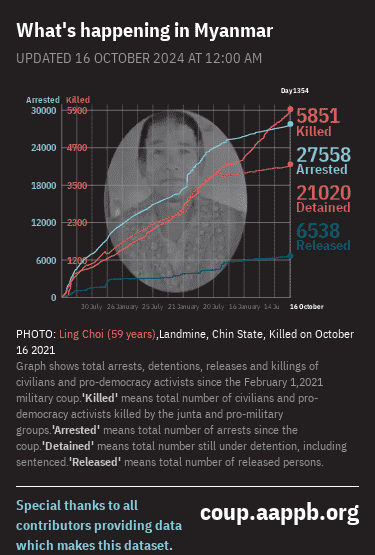 What's happening in Myanmar
UPDATED 16 OCTOBER 2024 AT 12:00 AM
Day1354
Arrested Killed
30000 5900
24000 4700
18000 3500
12000 2300
6000 1200
0
5851
Killed
27558
Arrested
21020
Detained
6538
Released
30 July 26 January 25 July 21 January 20 July 16 January 14 Ju 16 October
PHOTO: Ling Choi (59 years),Landmine, Chin State, Killed on October
16 2021
Graph shows total arrests, detentions, releases and killings of
civilians and pro-democracy activists since the February 1,2021
military coup.'Killed' means total number of civilians and pro-
democracy activists killed by the junta and pro-military
groups.'Arrested' means total number of arrests since the
coup.'Detained' means total number still under detention, including
sentenced.'Released' means total number of released persons.
Special thanks to all
contributors providing data
which makes this dataset.
coup.aappb.org